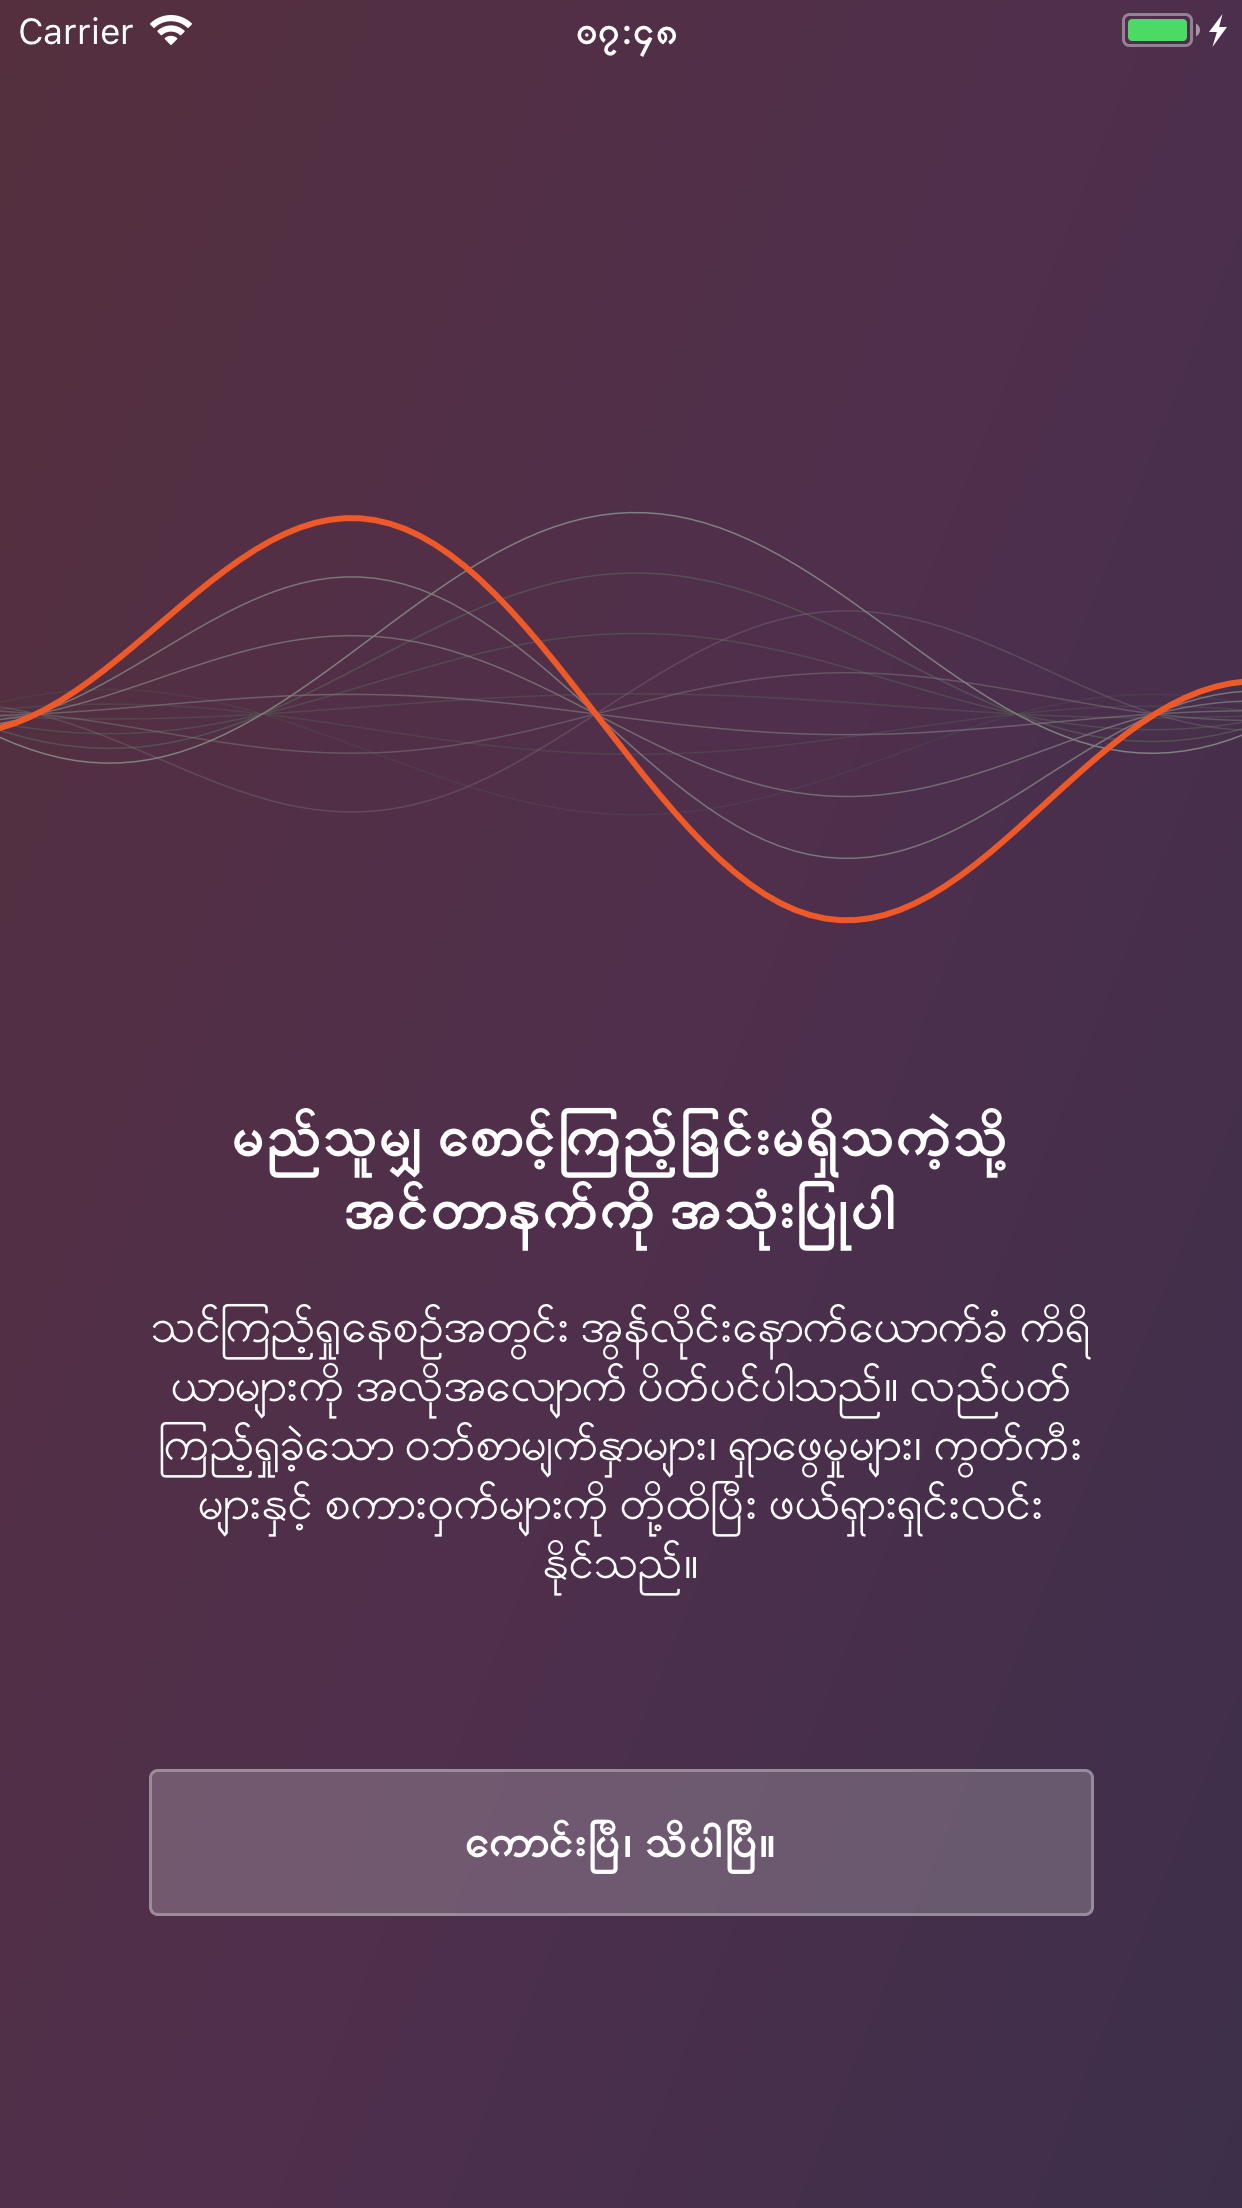 Carrier
၀၇:၄၈
မည်သူမျှ စောင့်ကြည့်ခြင်းမရှိသကဲ့သို့
အင်တာနက်ကို အသုံးပြုပါ
သင်ကြည့်ရှုနေစဉ်အတွင်း အွန်လိုင်းနောက်ယောက်ခံ ကိရိ
ယာများကို အလိုအလျောက် ပိတ်ပင်ပါသည်။ လည်ပတ်
ကြည့်ရှုခဲ့သော ဝဘ်စာမျက်နှာများ၊ ရှာဖွေမှုများ၊ ကွတ်ကီး
များနှင့် စကားဝှက်များကို တို့ထိပြီး ဖယ်ရှားရှင်းလင်း
နိုင်သည်။
ကောင်းပြီ၊ သိပါပြီ။